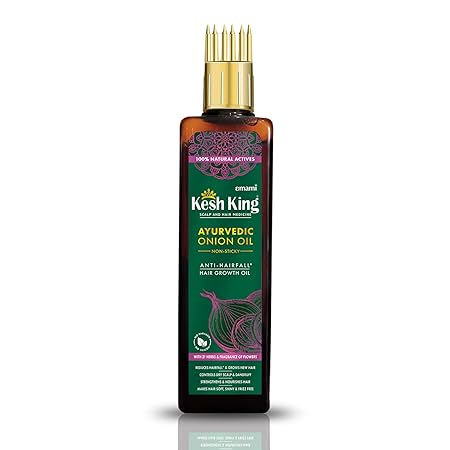 100% NATURAL ACTIVES
emami
Kesh King®
SCALP AND HAIR MEDICINE
AYURVEDIC
ONION OIL
NON-STICKY
ANTI-HAIRFALL*
HAIR GROWTH OIL
WITH 21 HERBS & FRAGRANCE OF FLOWERS
REDUCES HAIRFALL* & GROWS NEW HAIR
CONTROLS DRY SCALP & DANDRUFF
STRENGTHENS & NOURISHES HAIR
MAKES HAIR SOFT, SHINY & FRIZZ FREE